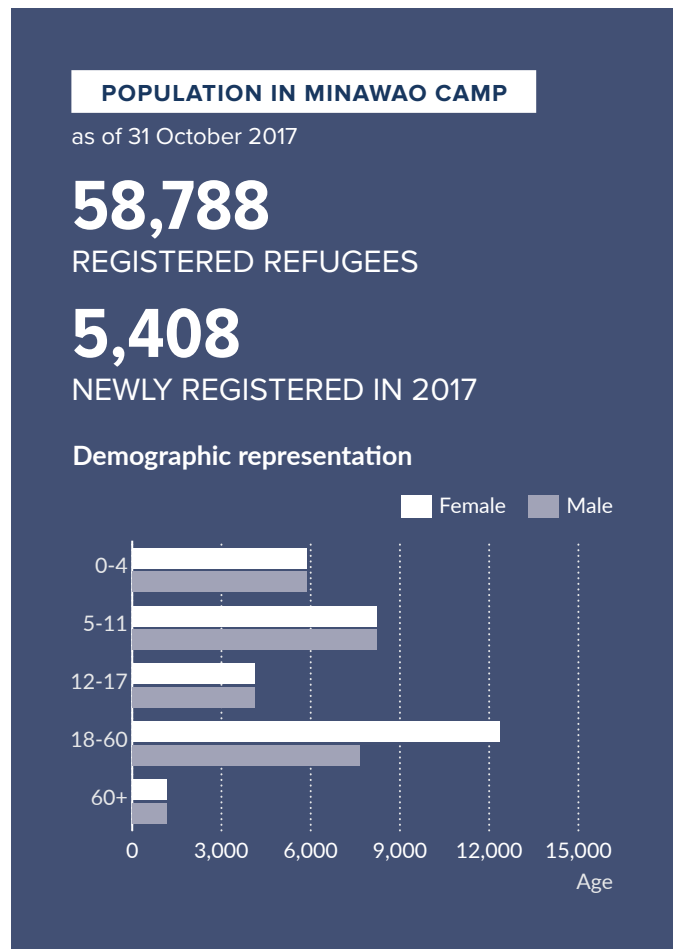 POPULATION IN MINAWAO CAMP
as of 31 October 2017
58,788
REGISTERED REFUGEES
5,408
NEWLY REGISTERED IN 2017
Demographic representation
Female Male
0-4
5-11
12-17
18-60
60+
0 3,000 6,000 9,000 12,000 15,000
Age